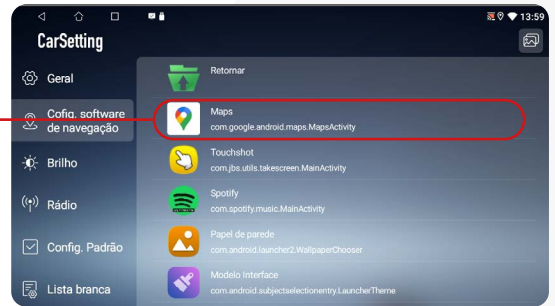 13:59
CarSetting
Geral
Cofig. software
de navegação
Brilho
Rádio
Config. Padrão
Lista branca
Retornar
Maps
com.google.android.maps.MapsActivity
Touchshot
com.jbs.utils.takescreen.MainActivity
Spotify
com.spotify.music.MainActivity
Papel de parede
com.android.launcher2.WallpaperChooser
Modelo Interface
com.android.subjectselectionentry.LauncherTheme